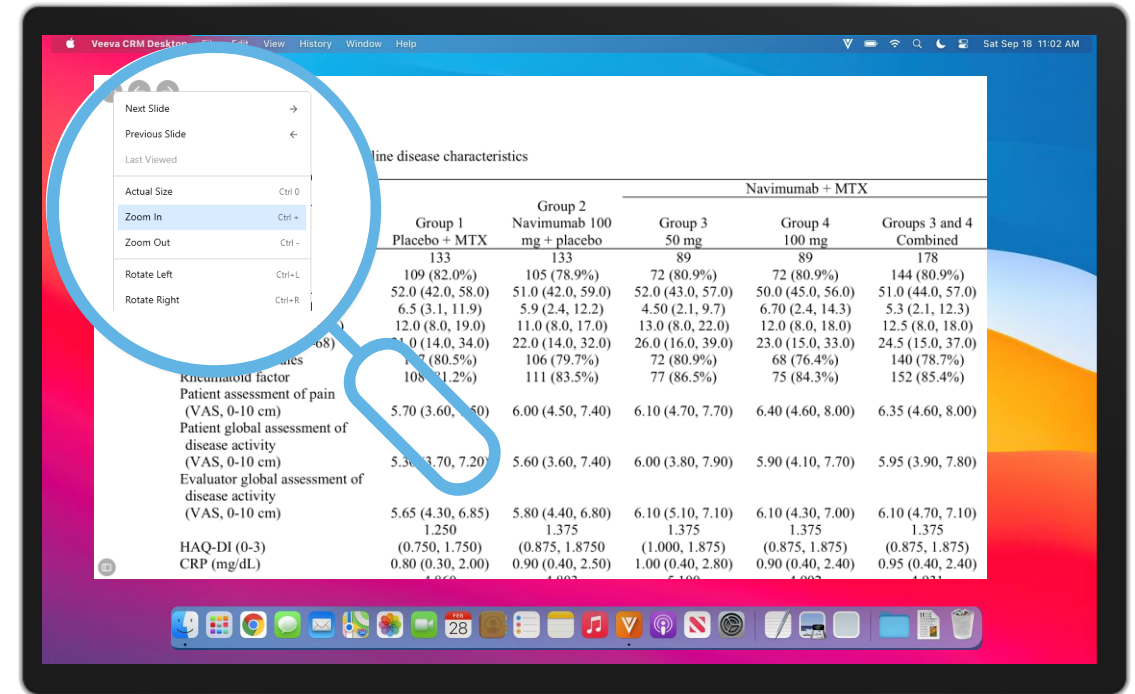 Veeva CRM Desktop File Edit View History Window Help
Sat Sep 18 11:02 AM
Next Slide →
Previous Slide ←
Last Viewed
Actual Size Ctrl 0
Zoom In Ctrl +
Zoom Out Ctrl -
Rotate Left Ctrl+L
Rotate Right Ctrl+R
disease characteristics
Navimumab + MTX
Group 2
Group 1 Navimumab 100 Group 3 Group 4 Groups 3 and 4
Placebo + MTX mg + placebo 50 mg 100 mg Combined
133 133 89 89 178
109 (82.0%) 105 (78.9%) 72 (80.9%) 72 (80.9%) 144 (80.9%)
52.0 (42.0, 58.0) 51.0 (42.0, 59.0) 52.0 (43.0, 57.0) 50.0 (45.0, 56.0) 51.0 (44.0, 57.0)
6.5 (3.1, 11.9) 5.9 (2.4, 12.2) 4.50 (2.1, 9.7) 6.70 (2.4, 14.3) 5.3 (2.1, 12.3)
12.0 (8.0, 19.0) 11.0 (8.0, 17.0) 13.0 (8.0, 22.0) 12.0 (8.0, 18.0) 12.5 (8.0, 18.0)
(14.0, 34.0) 22.0 (14.0, 32.0) 26.0 (16.0, 39.0) 23.0 (15.0, 33.0) 24.5 (15.0, 37.0)
(80.5%) 106 (79.7%) 72 (80.9%) 68 (76.4%) 140 (78.7%)
Rheumatoid factor 108 111 (83.5%) 77 (86.5%) 75 (84.3%) 152 (85.4%)
Patient assessment of pain
(VAS, 0-10 cm) 5.70 (3.60, 6.00 (4.50, 7.40) 6.10 (4.70, 7.70) 6.40 (4.60, 8.00) 6.35 (4.60, 8.00)
Patient global assessment of
disease activity
(VAS, 0-10 cm) 7.20) 5.60 (3.60, 7.40) 6.00 (3.80, 7.90) 5.90 (4.10, 7.70) 5.95 (3.90, 7.80)
Evaluator global assessment of
disease activity
(VAS, 0-10 cm) 5.65 (4.30, 6.85) 5.80 (4.40, 6.80) 6.10 (5.10, 7.10) 6.10 (4.30, 7.00) 6.10 (4.70, 7.10)
1.250 1.375 1.375 1.375 1.375
HAQ-DI (0-3) (0.750, 1.750) (0.875, 1.8750 (1.000, 1.875) (0.875, 1.875) (0.875, 1.875)
CRP (mg/dL) 0.80 (0.30, 2.00) 0.90 (0.40, 2.50) 1.00 (0.40, 2.80) 0.90 (0.40, 2.40) 0.95 (0.40, 2.40)
FEB
28